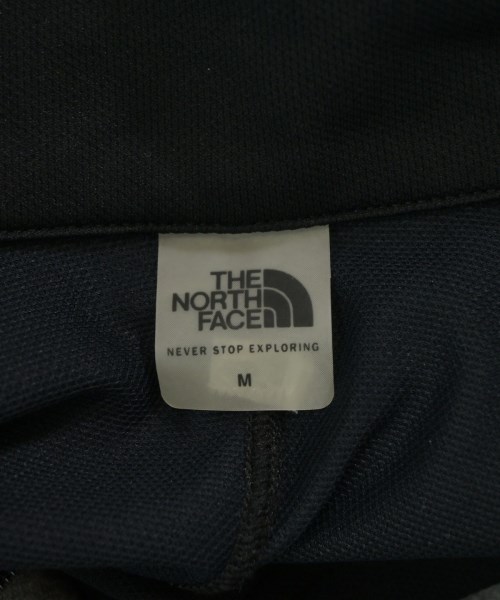 THE
NORTH
FACE
NEVER STOP EXPLORING
M